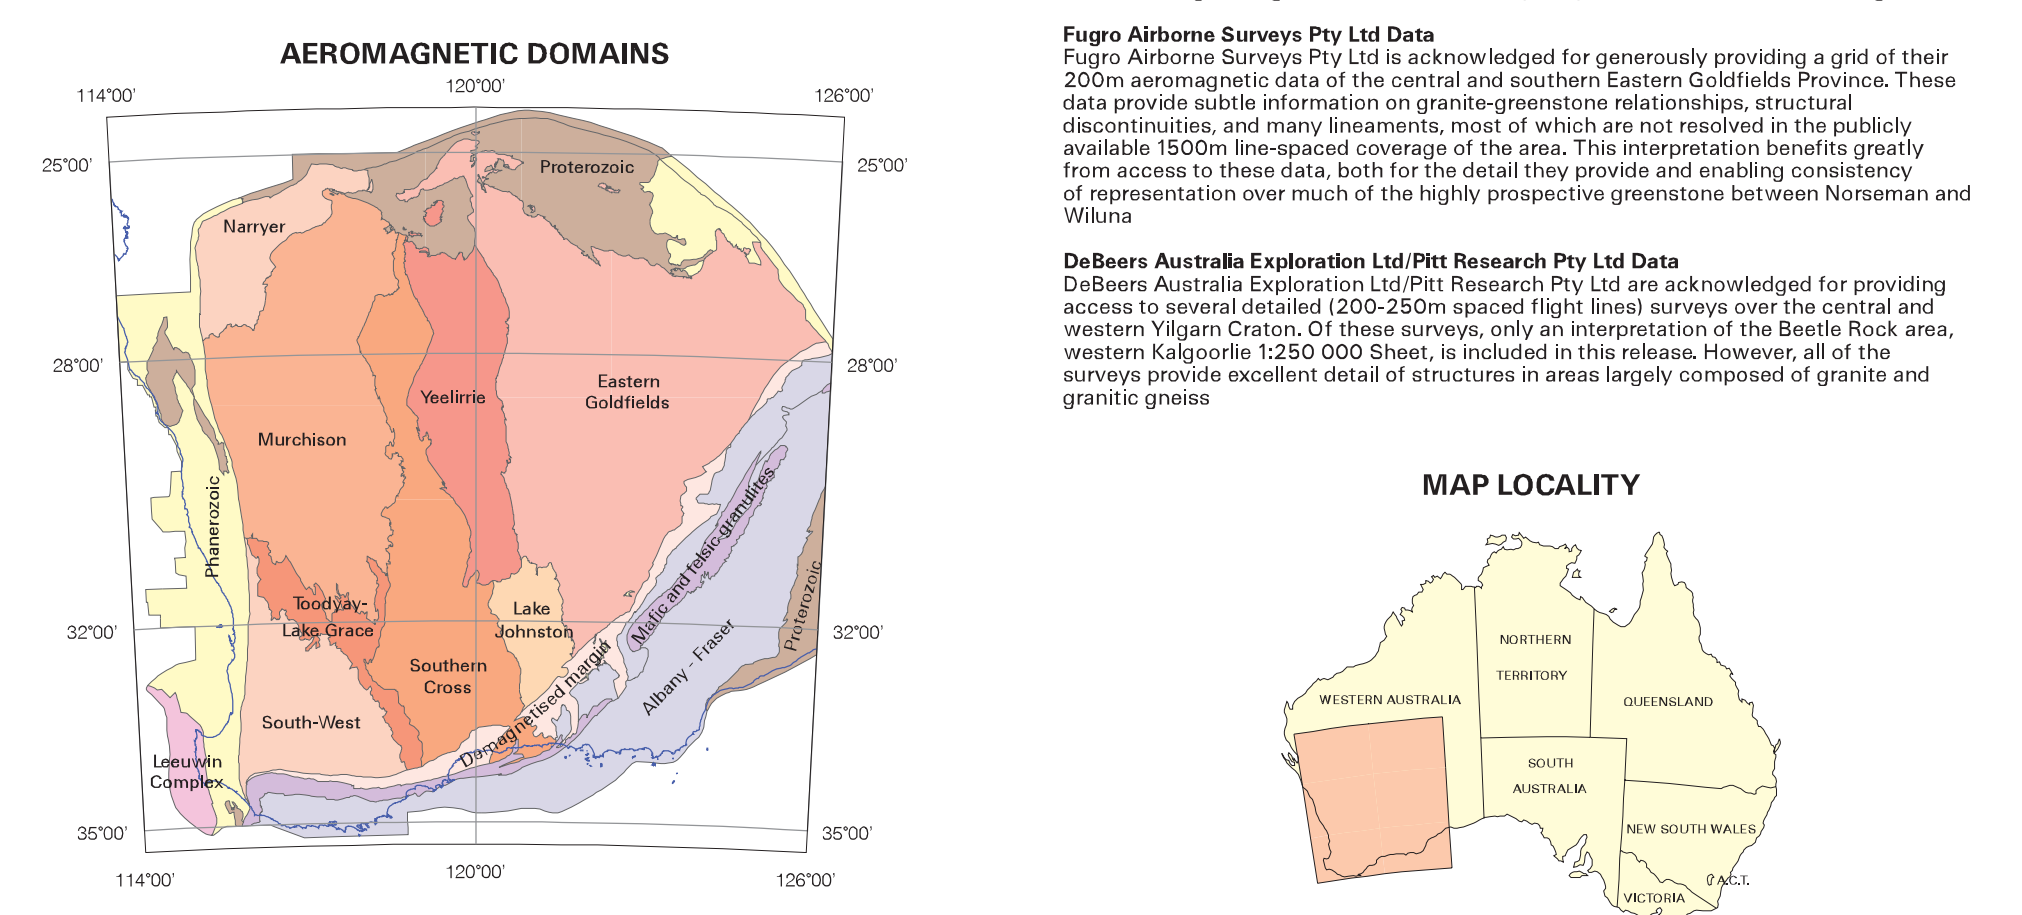 AEROMAGNETIC DOMAINS
114°00'
120°00'
126°00'
25°00'
25°00'
Proterozoic
Narryer
28°00'
28°00'
Yeelirrie
Eastern
Goldfields
Murchison
Phanerozoic
Mafic and felsic granulites
Proterozoic
Toodyay-
Lake Grace
Lake
Johnston
32°00'
32°00'
Southern
Cross
Demagnetised margin
Albany - Fraser
South-West
Leeuwin
Complex
35°00'
35°00'
114°00'
120°00'
126°00'
Fugro Airborne Surveys Pty Ltd Data
Fugro Airborne Surveys Pty Ltd is acknowledged for generously providing a grid of their
200m aeromagnetic data of the central and southern Eastern Goldfields Province. These
data provide subtle information on granite-greenstone relationships, structural
discontinuities, and many lineaments, most of which are not resolved in the publicly
available 1500m line-spaced coverage of the area. This interpretation benefits greatly
from access to these data, both for the detail they provide and enabling consistency
of representation over much of the highly prospective greenstone between Norseman and
Wiluna
DeBeers Australia Exploration Ltd/Pitt Research Pty Ltd Data
DeBeers Australia Exploration Ltd/Pitt Research Pty Ltd are acknowledged for providing
access to several detailed (200-250m spaced flight lines) surveys over the central and
western Yilgarn Craton. Of these surveys, only an interpretation of the Beetle Rock area,
western Kalgoorlie 1:250 000 Sheet, is included in this release. However, all of the
surveys provide excellent detail of structures in areas largely composed of granite and
granitic gneiss
MAP LOCALITY
NORTHERN
TERRITORY
WESTERN AUSTRALIA
QUEENSLAND
SOUTH
AUSTRALIA
NEW SOUTH WALES
A.C.T.
VICTORIA